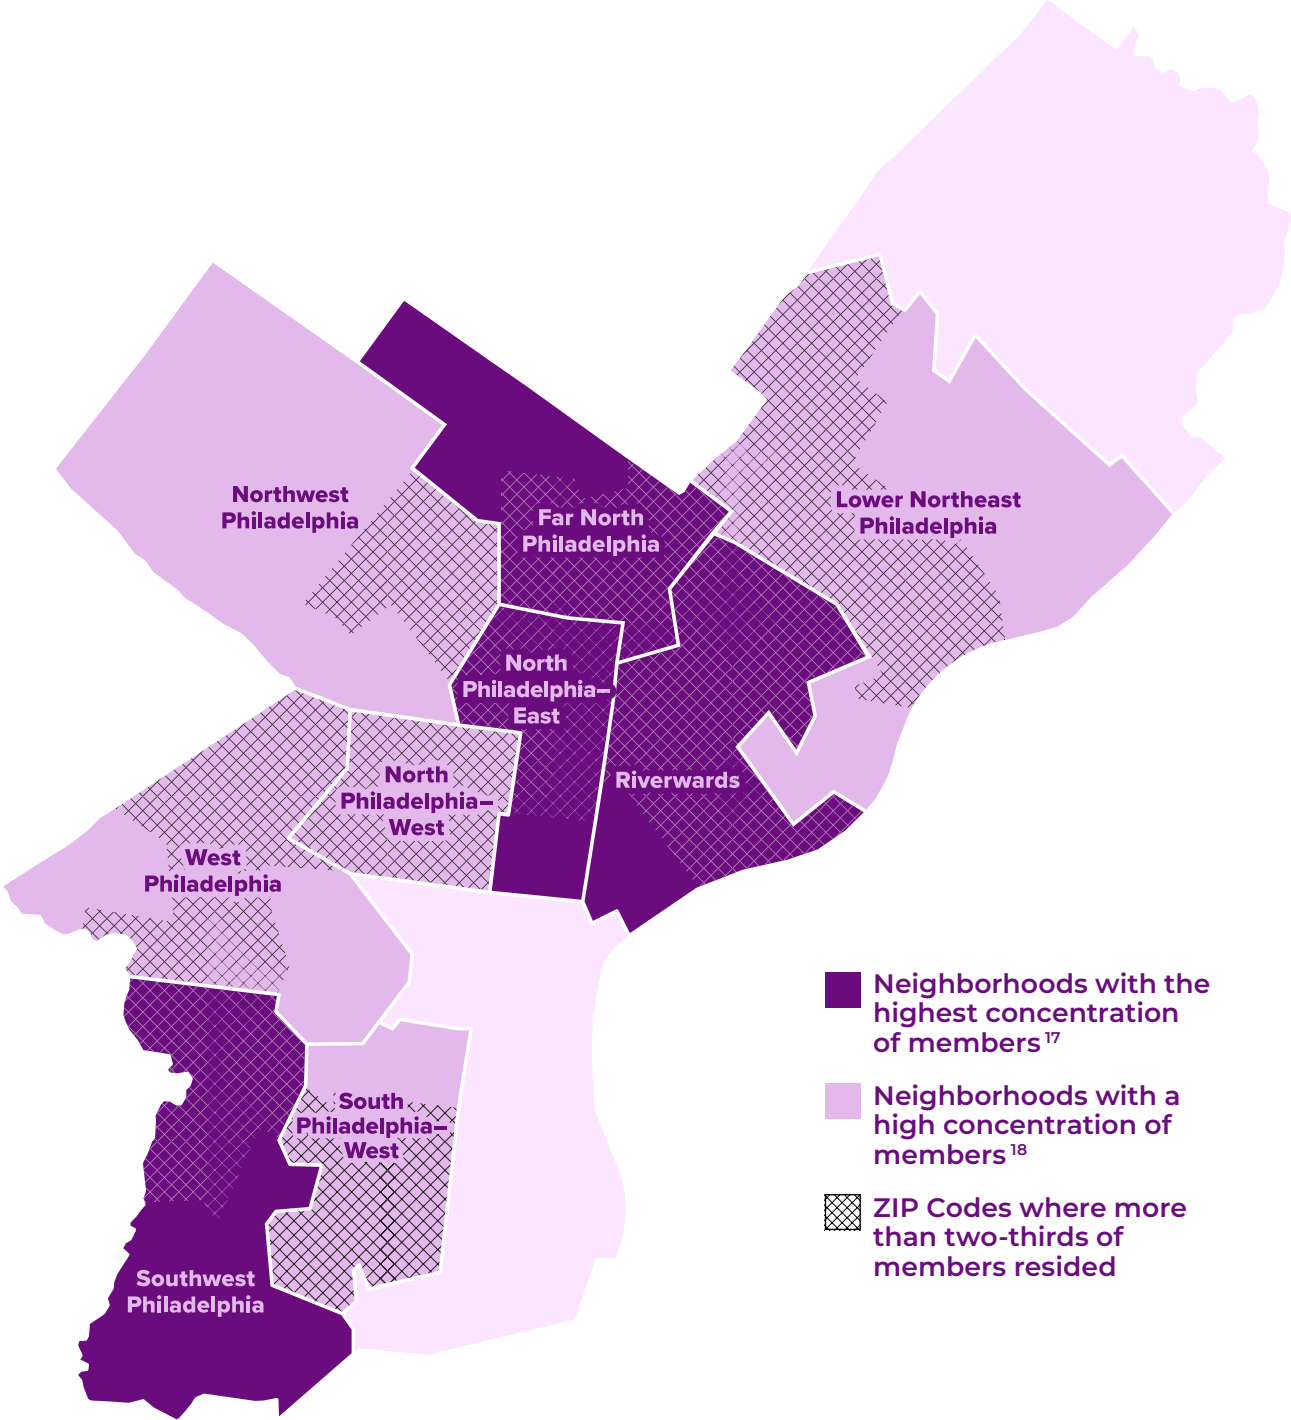 Northwest
Philadelphia
Far North
Philadelphia
Lower Northeast
Philadelphia
North
Philadelphia–
East
North
Philadelphia–
West
Riverwards
West
Philadelphia
South
Philadelphia–
West
Southwest
Philadelphia
Neighborhoods with the
highest concentration
of members 17
Neighborhoods with a
high concentration of
members 18
ZIP Codes where more
than two-thirds of
members resided